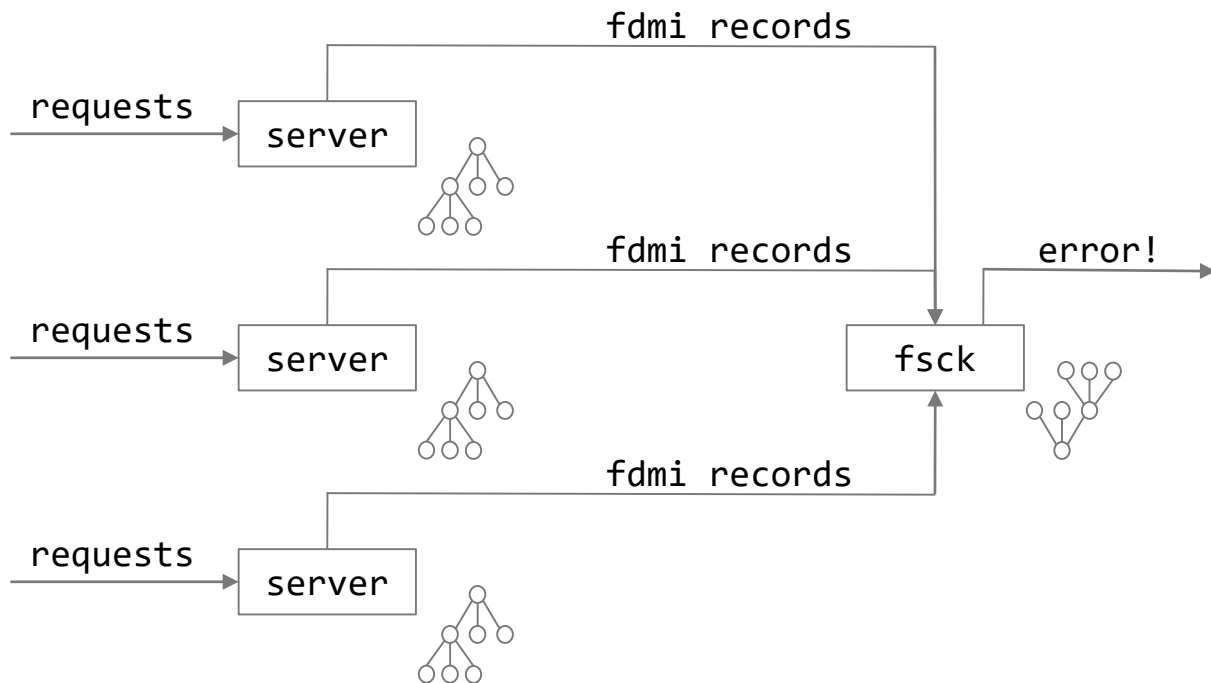 fdmi records
requests
server
fdmi records
error!
requests
server
fsck
fdmi records
requests
server